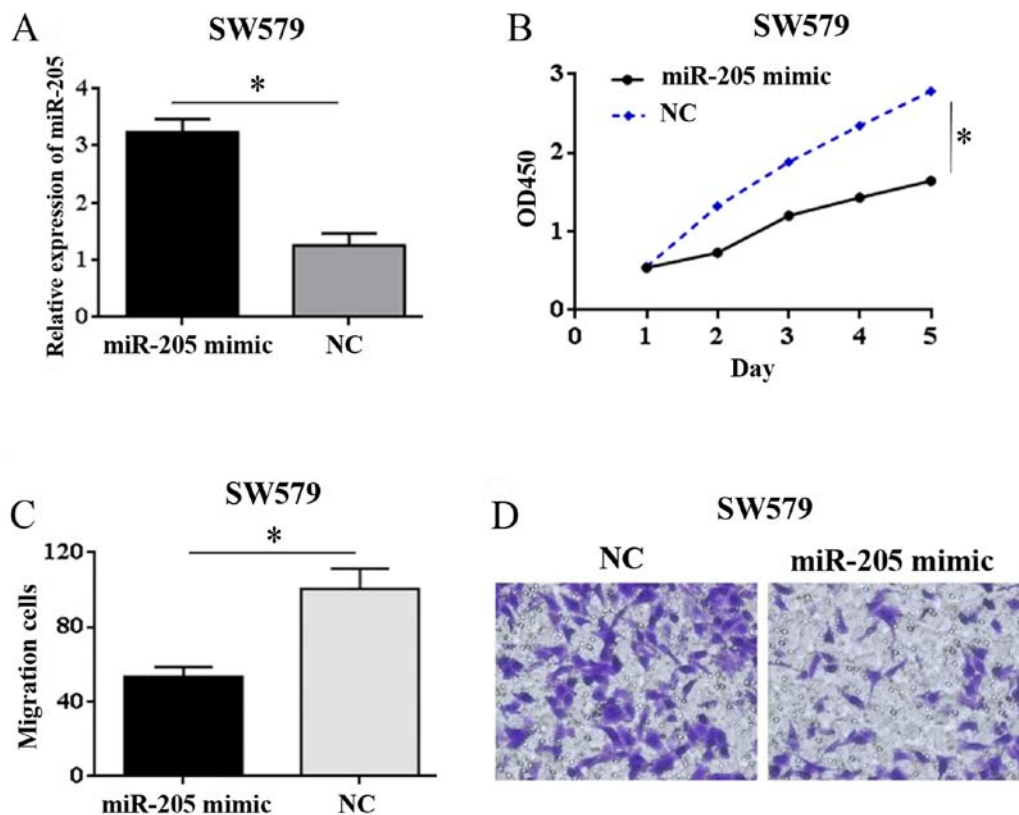 A
SW579
Relative expression of miR-205
4
3
2
1
0
*
miR-205 mimic
NC
B
SW579
miR-205 mimic
NC
OD450
3
2
1
0
*
0 1 2 3 4 5
Day
C
SW579
*
Migration cells
120
80
40
0
miR-205 mimic
NC
D
SW579
NC
miR-205 mimic